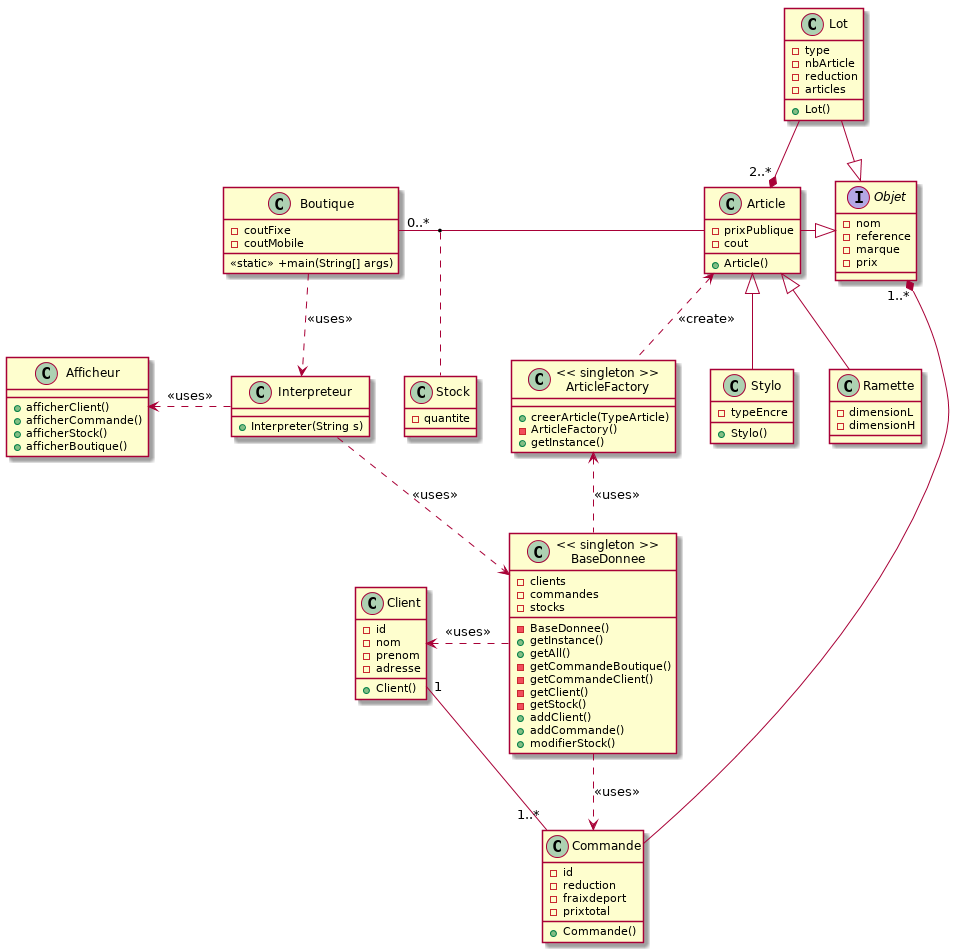 C Lot
type
nbArticle
reduction
articles
Lot()
2..*
C Boutique
coutFixe
coutMobile
«static» +main(String[] args)
0..*
C Article
prixPublique
cout
Article()
I Objet
nom
reference
marque
prix
1..*
«uses»
«create»
C Afficheur
afficherClient()
afficherCommande()
afficherStock()
afficherBoutique()
«uses»
C Interpreteur
Interpreter(String s)
C Stock
quantite
C << singleton >>
ArticleFactory
creerArticle(TypeArticle)
ArticleFactory()
getInstance()
C Stylo
typeEncre
Stylo()
C Ramette
dimensionL
dimensionH
«uses»
«uses»
C << singleton >>
BaseDonnee
clients
commandes
stocks
BaseDonnee()
getInstance()
getAll()
getCommandeBoutique()
getCommandeClient()
getClient()
getStock()
addClient()
addCommande()
modifierStock()
C Client
id
nom
prenom
adresse
Client()
«uses»
1
«uses»
1..*
C Commande
id
reduction
fraixdeport
prixtotal
Commande()